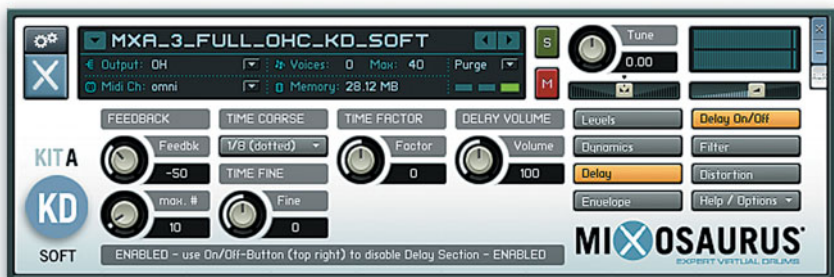 MXA_3_FULL_OHC_KD_SOFT
Output: OH Voices: 0 Max: 40 Purge
Midi Ch: omni Memory: 28.12 MB
S
M
Tune
0.00
FEEDBACK TIME COARSE TIME FACTOR DELAY VOLUME
Feedbk 1/8 (dotted) Factor Volume
-50 TIME FINE 0 100
max. # Fine
10 0
Levels Delay On/Off
Dynamics Filter
Delay Distortion
Envelope Help / Options
KIT A
KD
SOFT
ENABLED - use On/Off-Button (top right) to disable Delay Section - ENABLED
MIXOSAURUS
EXPERT VIRTUAL DRUMS